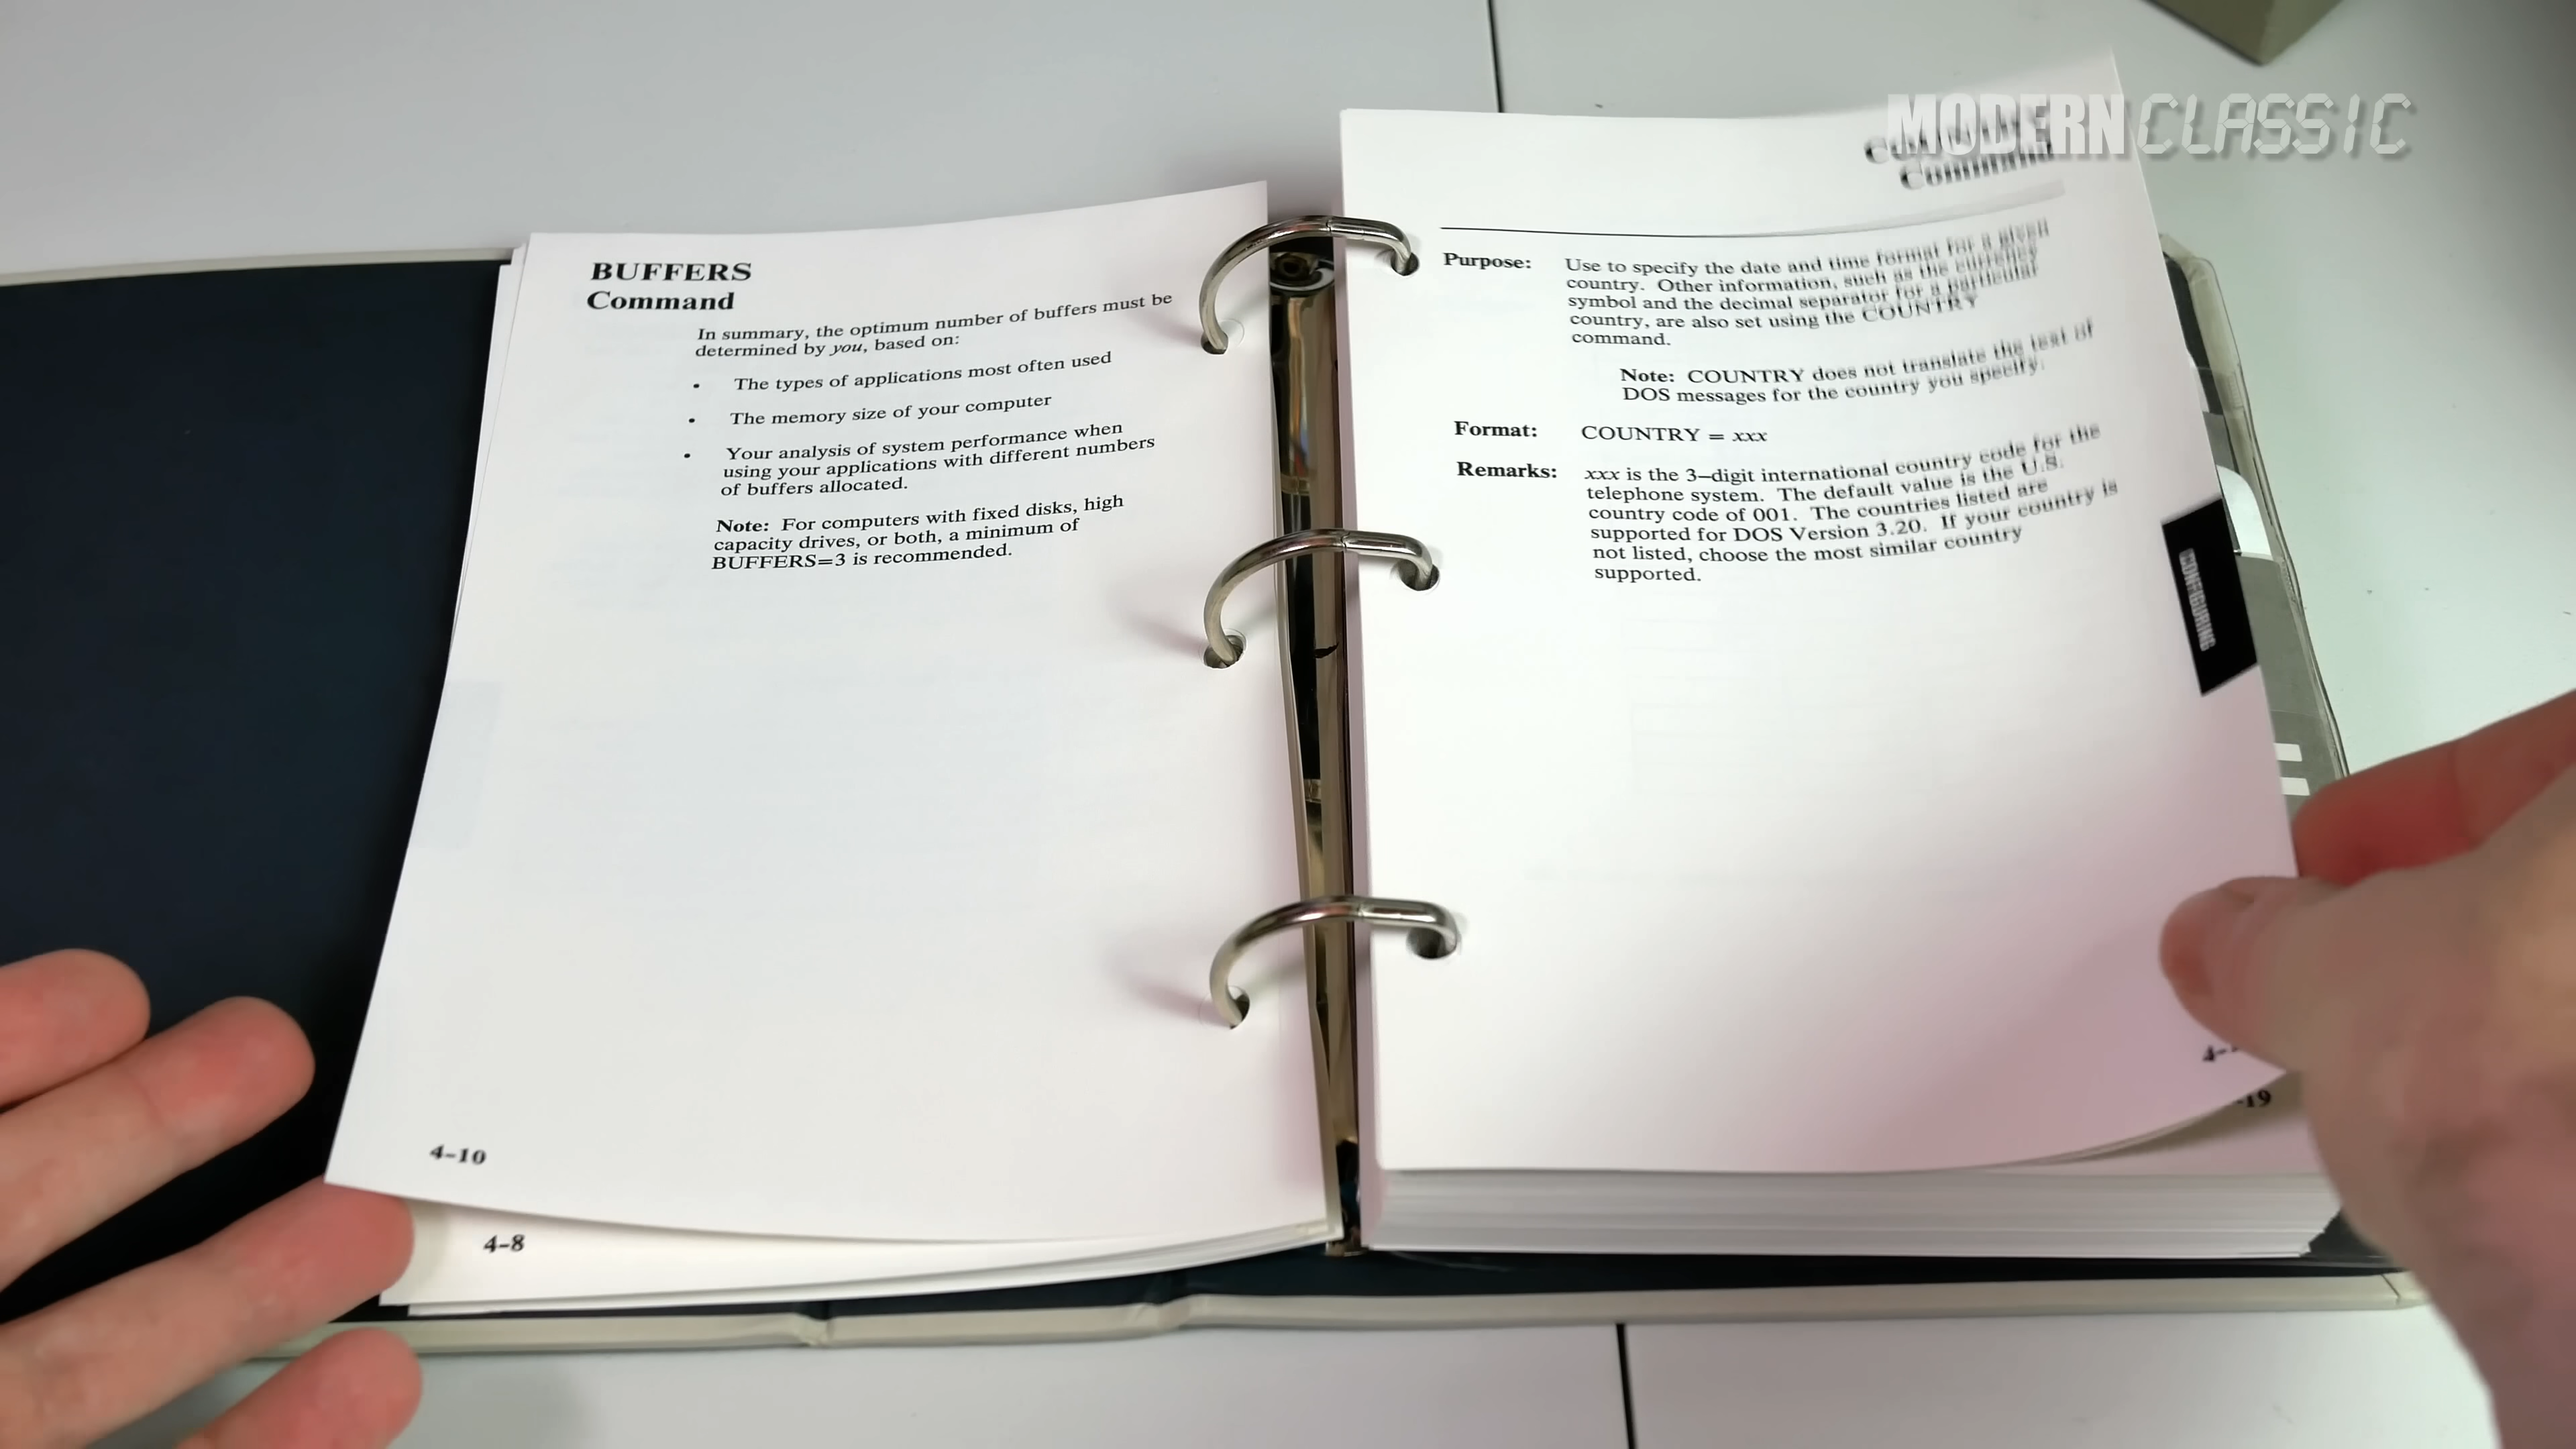 MODERN CLASSIC
BUFFERS
Command
In summary, the optimum number of buffers must be
determined by you, based on:
• The types of applications most often used
• The memory size of your computer
• Your analysis of system performance when
using your applications with different numbers
of buffers allocated.
Note: For computers with fixed disks, high
capacity drives, or both, a minimum of
BUFFERS=3 is recommended.
4-10
4-8
Command
Purpose: Use to specify the date and time format for a given
country. Other information, such as the currency
symbol and the decimal separator for a particular
country, are also set using the COUNTRY
command.
Note: COUNTRY does not translate the text of
DOS messages for the country you specify.
Format: COUNTRY = xxx
Remarks: xxx is the 3-digit international country code for the
telephone system. The default value is the U.S.
country code of 001. The countries listed are
supported for DOS Version 3.20. If your country is
not listed, choose the most similar country
supported.
CONFIGURING
-19